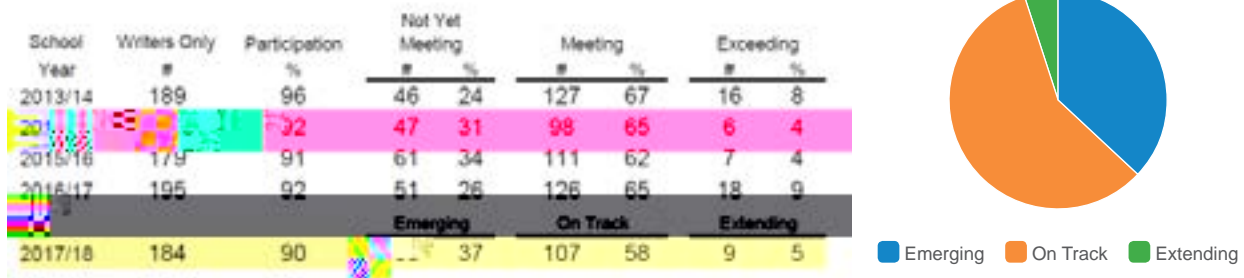 Not Yet
School Writers Only Participation Meeting Meeting Exceeding
Year # % # % # % # %
2013/14 189 96 46 24 127 67 16 8
92 47 31 98 65 6 4
2015/16 179 91 61 34 111 62 7 4
2016/17 195 92 51 26 126 65 18 9
Emerging On Track Extending
2017/18 184 90 37 107 58 9 5
Emerging On Track Extending